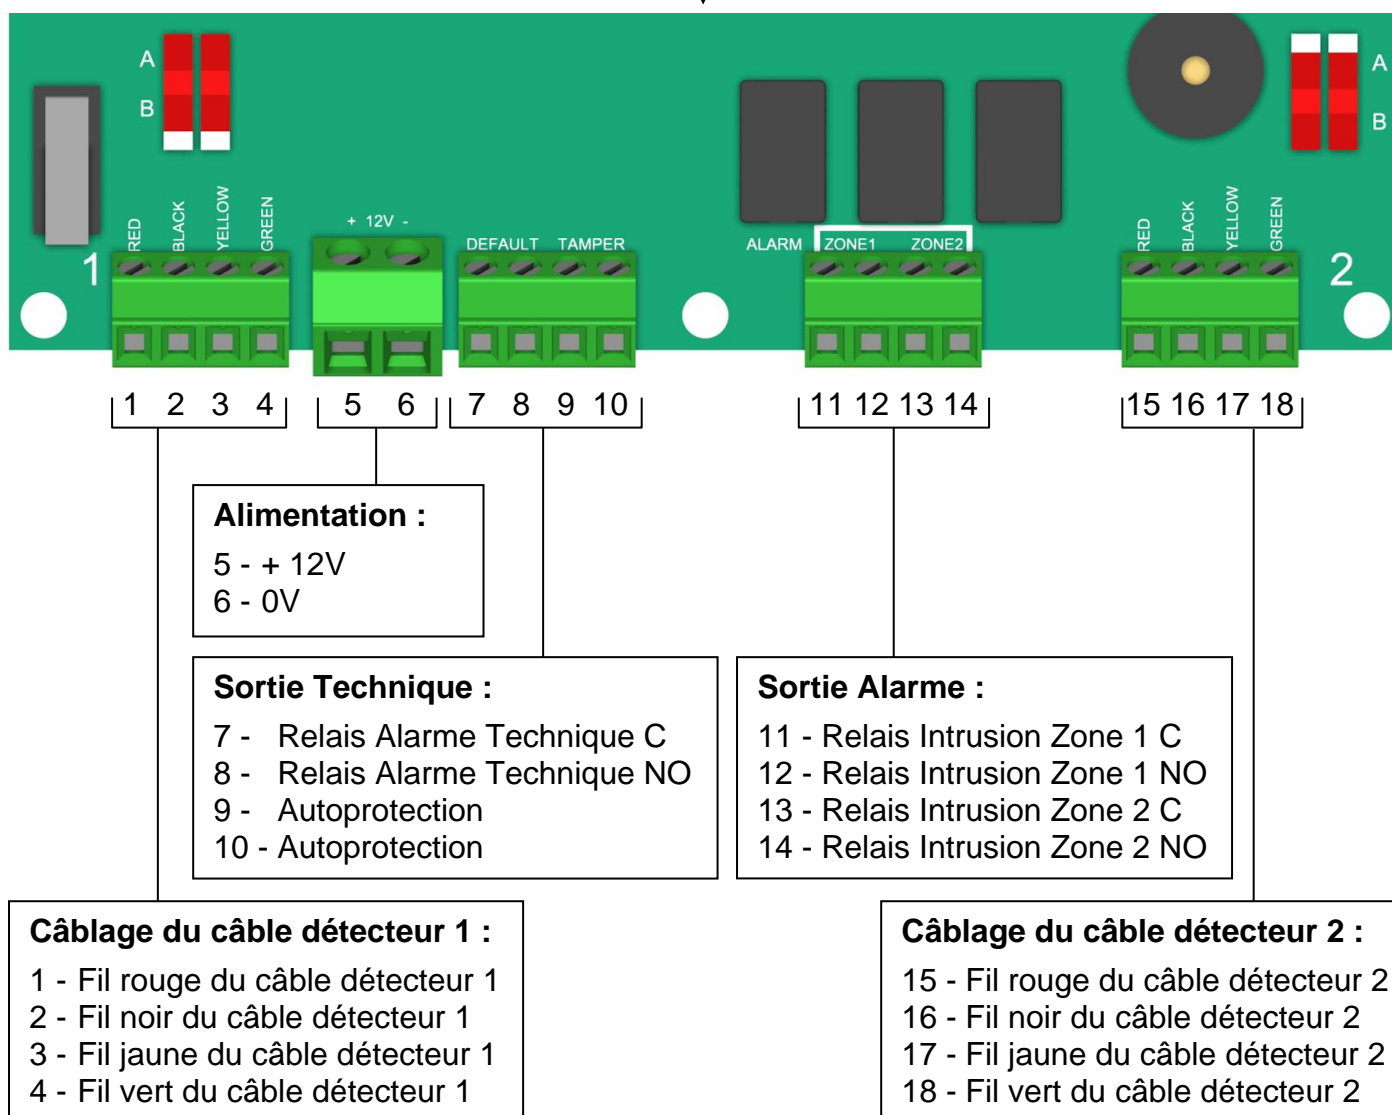 A
B
A
B
RED
BLACK
YELLOW
GREEN
+ 12V -
DEFAULT TAMPER
ALARM ZONE1 ZONE2
RED
BLACK
YELLOW
GREEN
1
2
1 2 3 4
5 6
7 8 9 10
11 12 13 14
15 16 17 18
Alimentation :
5 - + 12V
6 - 0V
Sortie Technique :
7 - Relais Alarme Technique C
8 - Relais Alarme Technique NO
9 - Autoprotection
10 - Autoprotection
Sortie Alarme :
11 - Relais Intrusion Zone 1 C
12 - Relais Intrusion Zone 1 NO
13 - Relais Intrusion Zone 2 C
14 - Relais Intrusion Zone 2 NO
Câblage du câble détecteur 1 :
1 - Fil rouge du câble détecteur 1
2 - Fil noir du câble détecteur 1
3 - Fil jaune du câble détecteur 1
4 - Fil vert du câble détecteur 1
Câblage du câble détecteur 2 :
15 - Fil rouge du câble détecteur 2
16 - Fil noir du câble détecteur 2
17 - Fil jaune du câble détecteur 2
18 - Fil vert du câble détecteur 2